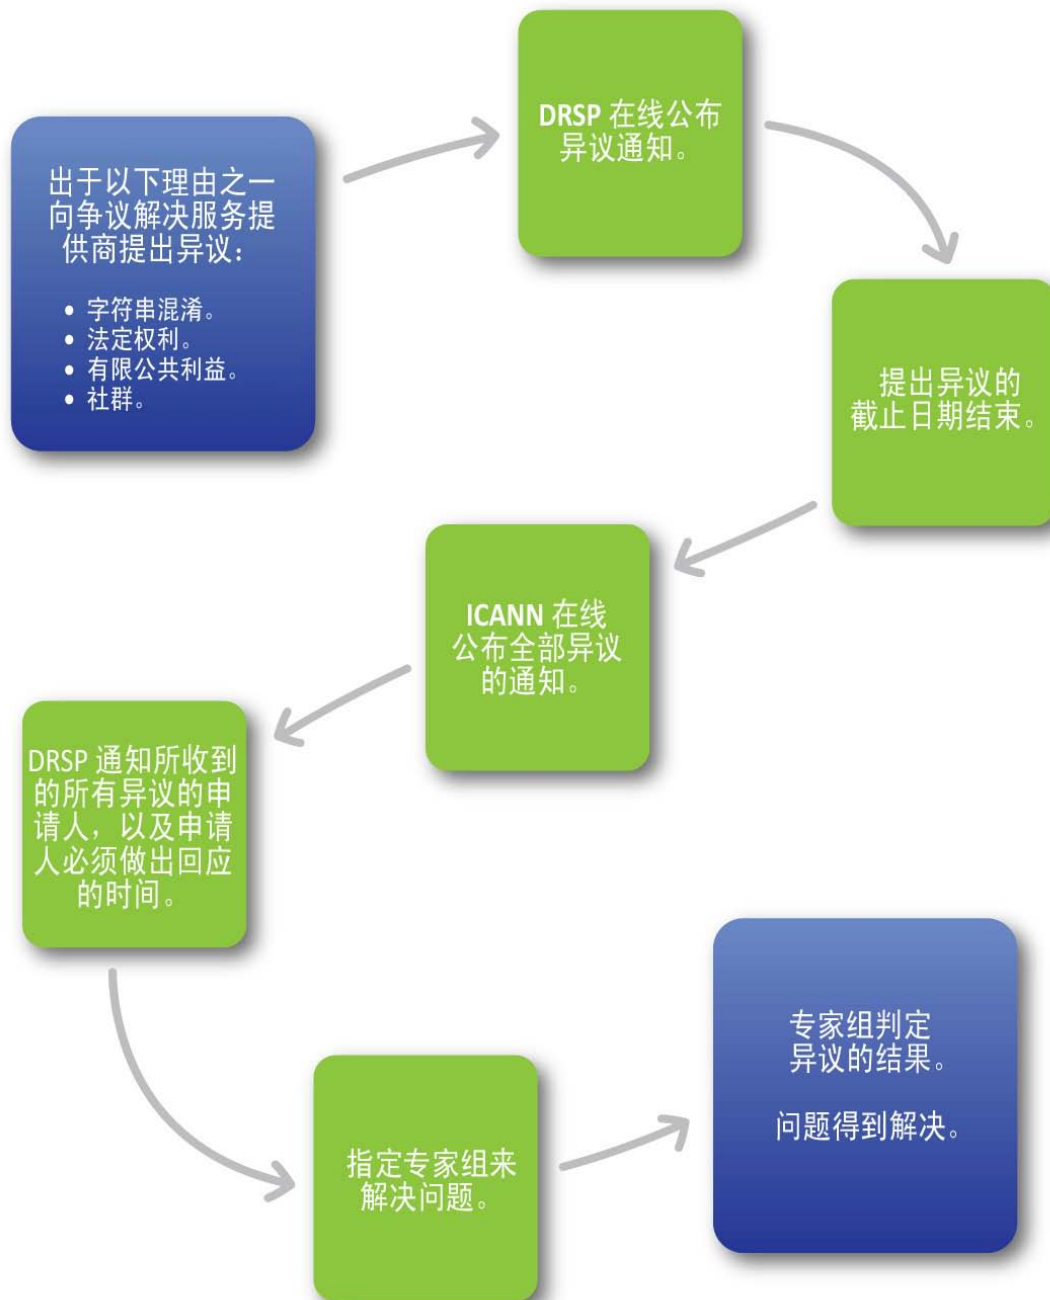 出于以下理由之一
向争议解决服务提
供商提出异议：
• 字符串混淆。
• 法定权利。
• 有限公共利益。
• 社群。
DRSP 在线公布
异议通知。
提出异议的
截止日期结束。
ICANN 在线
公布全部异议
的通知。
DRSP 通知所收到
的所有异议的申
请人，以及申请
人必须做出回应
的时间。
指定专家组来
解决问题。
专家组判定
异议的结果。
问题得到解决。